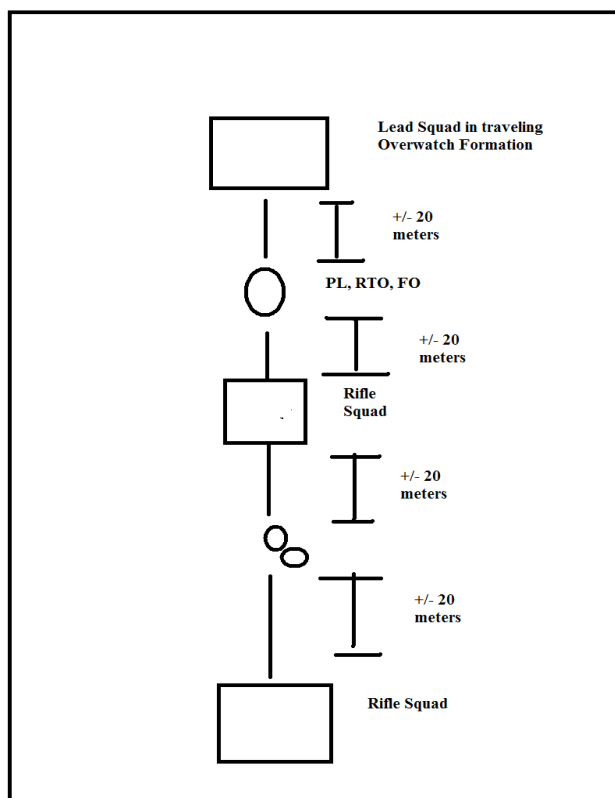 Lead Squad in traveling
Overwatch Formation
+/- 20
meters
PL, RTO, FO
+/- 20
meters
Rifle
Squad
+/- 20
meters
+/- 20
meters
Rifle Squad